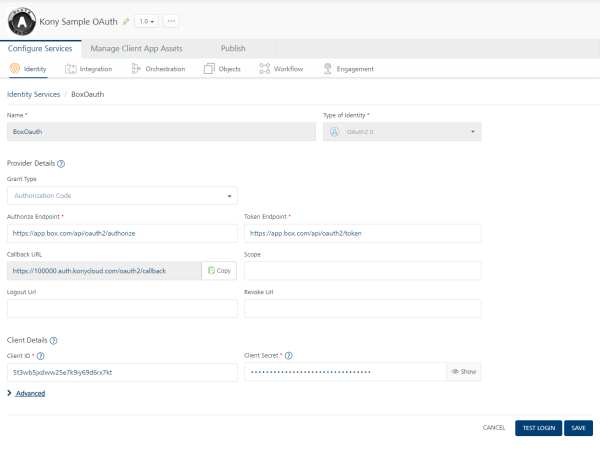 Kony Sample OAuth 1.0
Configure Services Manage Client App Assets Publish
Identity Integration Orchestration Objects Workflow Engagement
Identity Services / BoxOauth
Name * Type of Identity *
BoxOauth OAuth2.0
Provider Details ?
Grant Type
Authorization Code
Authorize Endpoint * Token Endpoint *
https://app.box.com/api/oauth2/authorize https://app.box.com/api/oauth2/token
Callback URL Scope
https://100000.auth.konycloud.com/oauth2/callback Copy
Logout Url Revoke Url
Client Details ?
Client ID * ? Client Secret * ?
5t3wb5jxdww25e7k9iy69d6rx7kt Show
Advanced
CANCEL TEST LOGIN SAVE